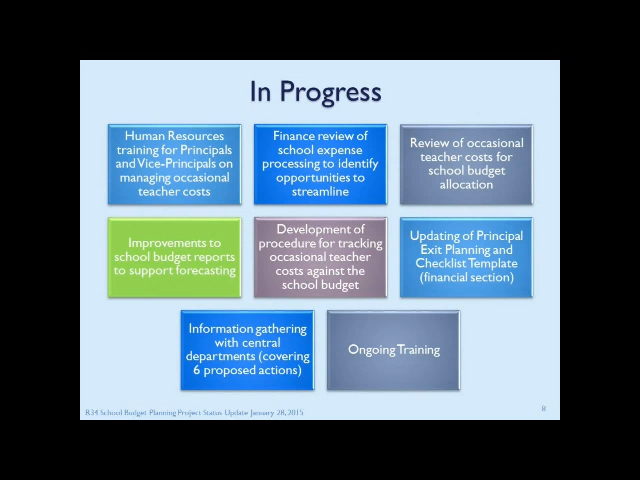 In Progress
Human Resources
training for Principals
and Vice-Principals on
managing occasional
teacher costs
Finance review of
school expense
processing to identify
opportunities to
streamline
Review of occasional
teacher costs for
school budget
allocation
Improvements to
school budget reports
to support forecasting
Development of
procedure for tracking
occasional teacher
costs against the
school budget
Updating of Principal
Exit Planning and
Checklist Template
(financial section)
Information gathering
with central
departments (covering
6 proposed actions)
Ongoing Training
R34 School Budget Planning Project Status Update January 28, 2015